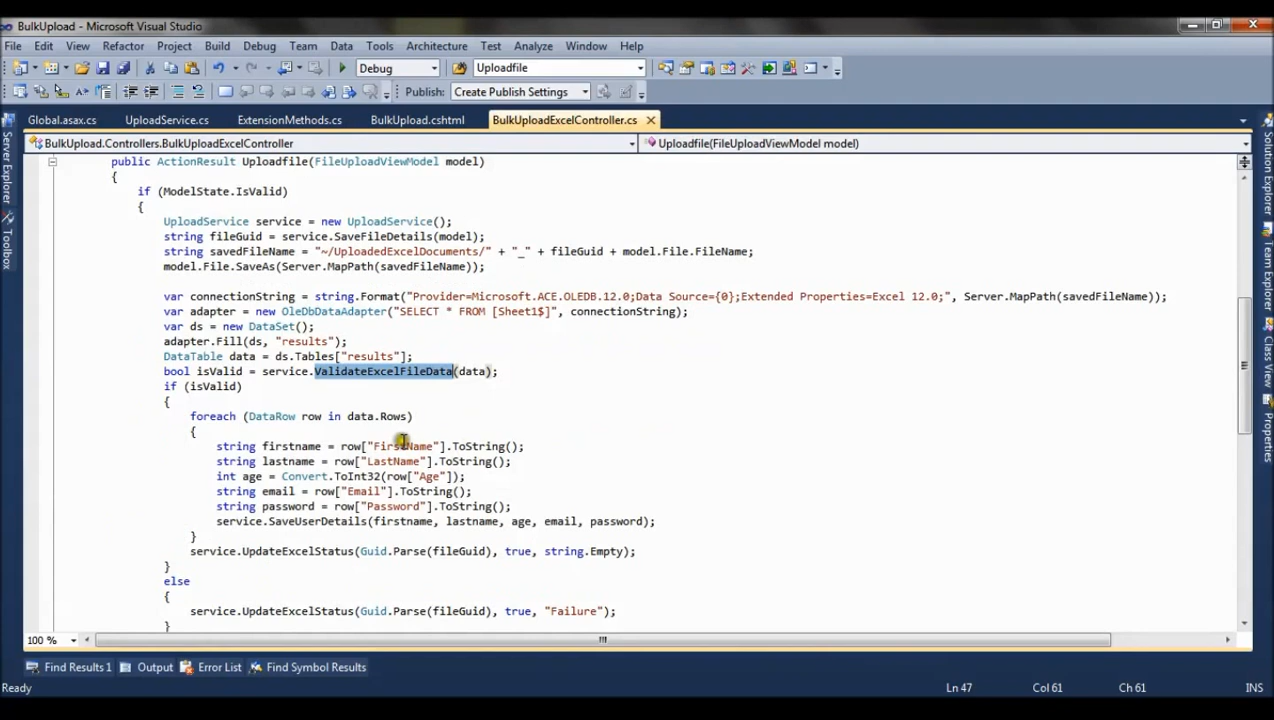 BulkUpload - Microsoft Visual Studio
File Edit View Refactor Project Build Debug Team Data Tools Architecture Test Analyze Window Help
Debug Uploadfile
Publish: Create Publish Settings
Global.asax.cs UploadService.cs ExtensionMethods.cs BulkUpload.cshtml BulkUploadExcelController.cs
BulkUpload.Controllers.BulkUploadExcelController Uploadfile(FileUploadViewModel model)
public ActionResult Uploadfile(FileUploadViewModel model)
{
if (ModelState.IsValid)
{
UploadService service = new UploadService();
string fileGuid = service.SaveFileDetails(model);
string savedFileName = "~/UploadedExcelDocuments/" + "_" + fileGuid + model.File.FileName;
model.File.SaveAs(Server.MapPath(savedFileName));
var connectionString = string.Format("Provider=Microsoft.ACE.OLEDB.12.0;Data Source={0};Extended Properties=Excel 12.0;", Server.MapPath(savedFileName));
var adapter = new OleDbDataAdapter("SELECT * FROM [Sheet1$]", connectionString);
var ds = new DataSet();
adapter.Fill(ds, "results");
DataTable data = ds.Tables["results"];
bool isValid = service.ValidateExcelFileData(data);
if (isValid)
{
foreach (DataRow row in data.Rows)
{
string firstname = row["FirstName"].ToString();
string lastname = row["LastName"].ToString();
int age = Convert.ToInt32(row["Age"]);
string email = row["Email"].ToString();
string password = row["Password"].ToString();
service.SaveUserDetails(firstname, lastname, age, email, password);
}
service.UpdateExcelStatus(Guid.Parse(fileGuid), true, string.Empty);
}
else
{
service.UpdateExcelStatus(Guid.Parse(fileGuid), true, "Failure");
}
100 %
Find Results 1 Output Error List Find Symbol Results
Ready Ln 47 Col 61 Ch 61 INS
Server Explorer
Toolbox
Solution Explorer
Team Explorer
Class View
Properties